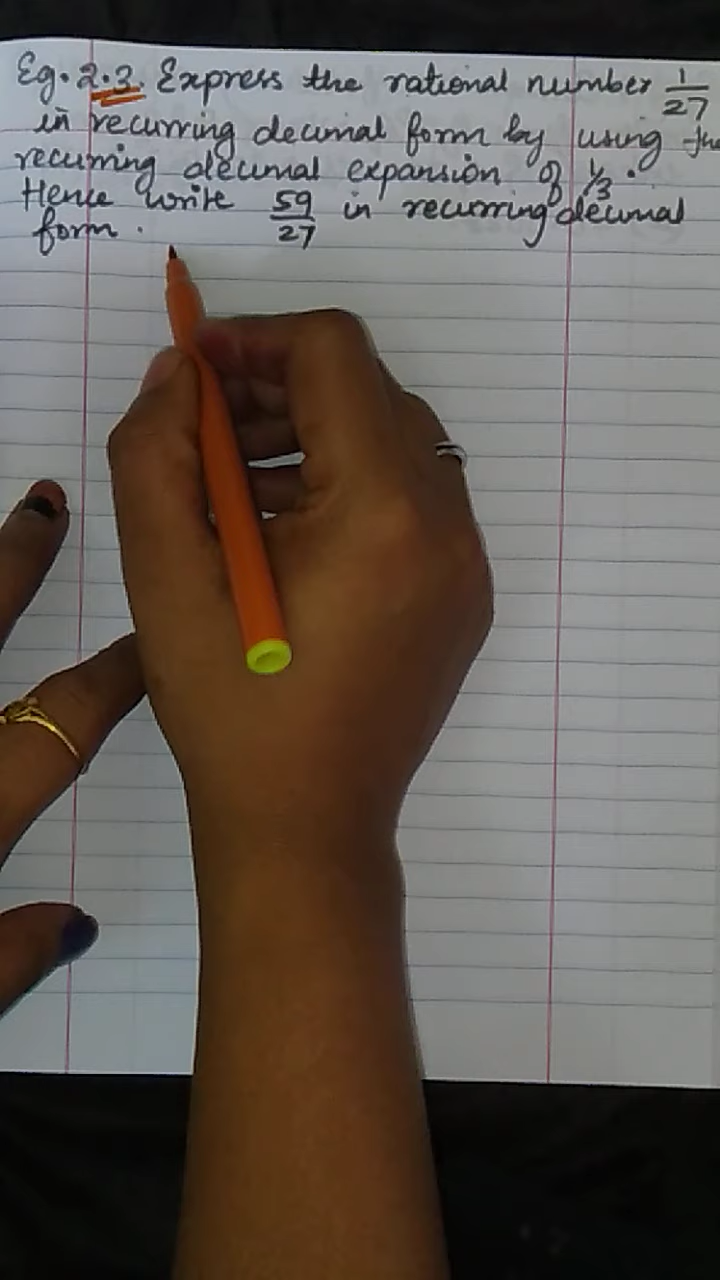 Eg. 2.3. Express the rational number 1/27
in recurring decimal form by using the
recurring decimal expansion of 1/3.
Hence write 59/27 in recurring decimal
form.